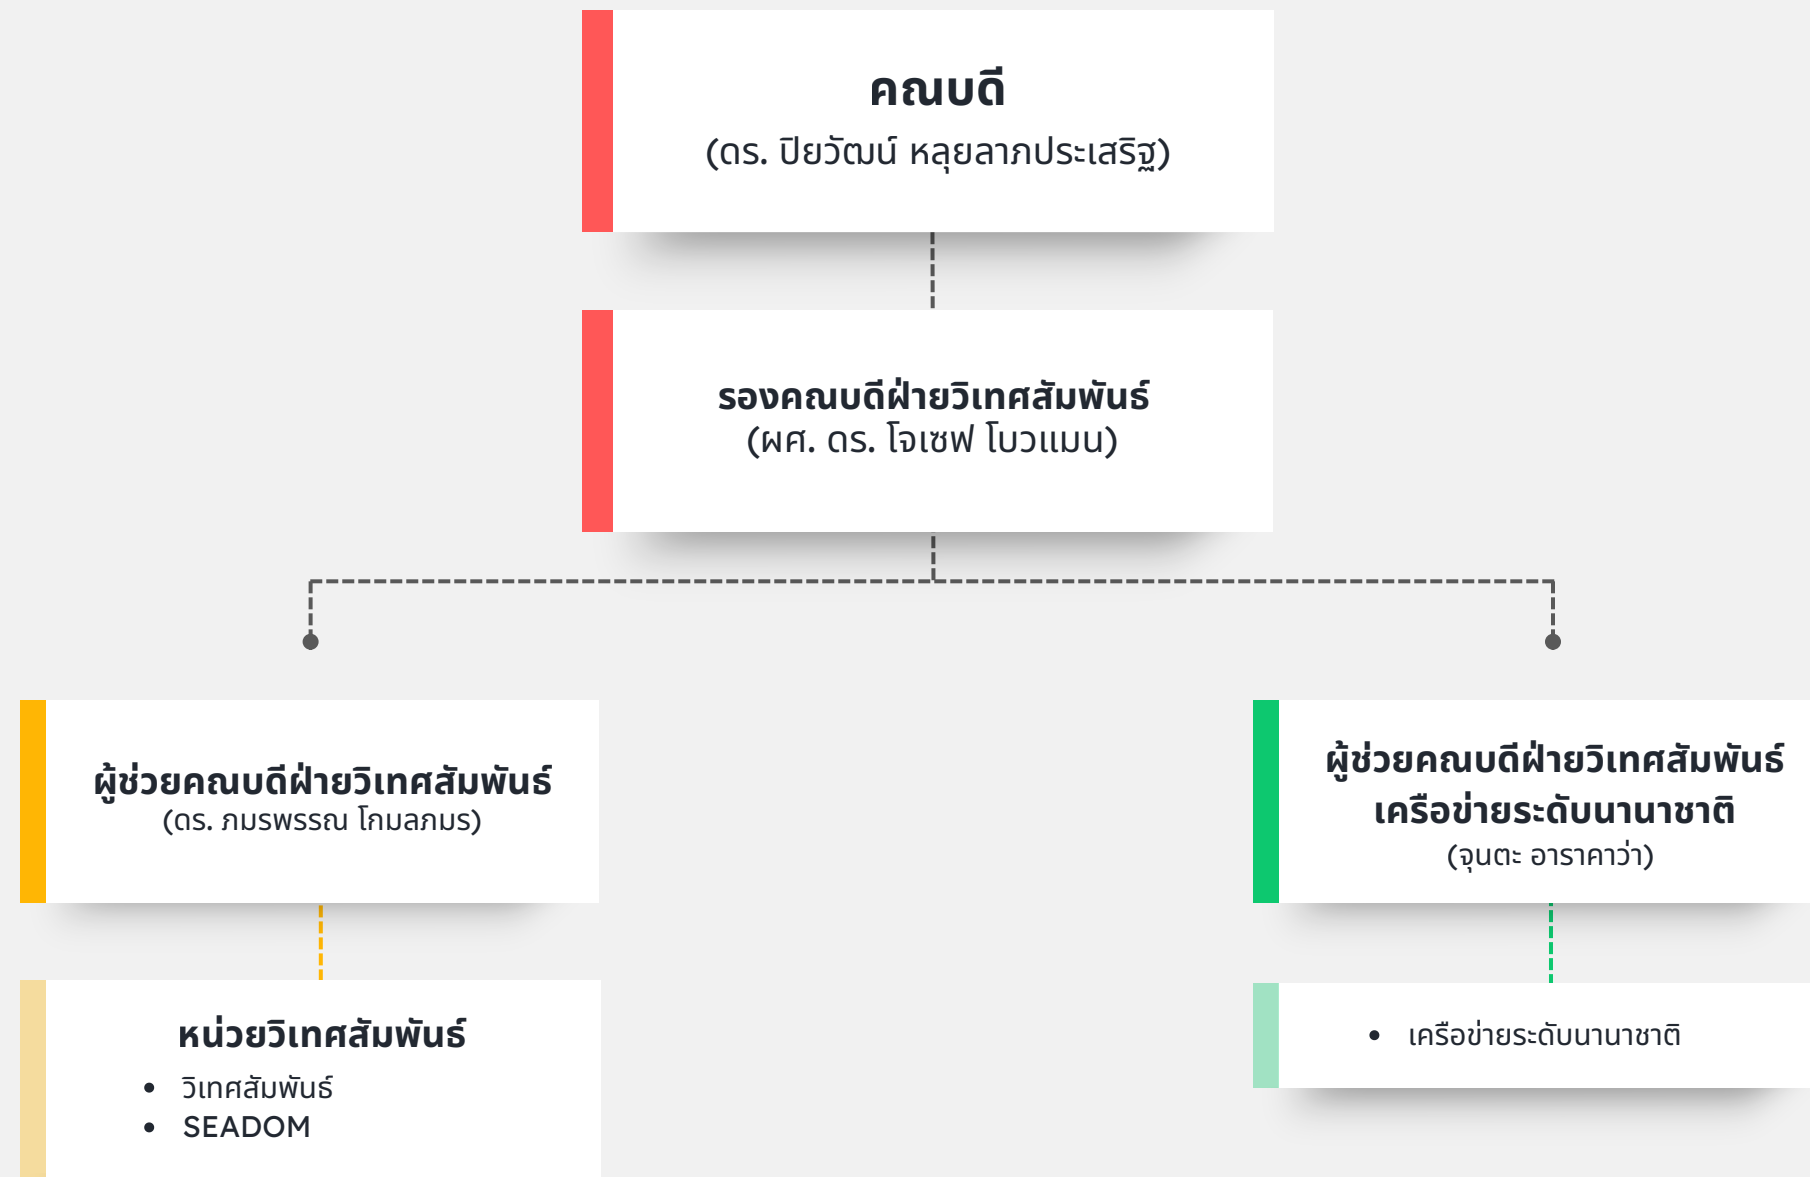 คณบดี
(ดร. ปิยวัฒน์ หลุยลาภประเสริฐ)
รองคณบดีฝ่ายวิเทศสัมพันธ์
(ผศ. ดร. โจเซฟ โบวแมน)
ผู้ช่วยคณบดีฝ่ายวิเทศสัมพันธ์
(ดร. ภมรพรรณ โกมลภมร)
หน่วยวิเทศสัมพันธ์
• วิเทศสัมพันธ์
• SEADOM
ผู้ช่วยคณบดีฝ่ายวิเทศสัมพันธ์
เครือข่ายระดับนานาชาติ
(จุนตะ อาราคาว่า)
• เครือข่ายระดับนานาชาติ